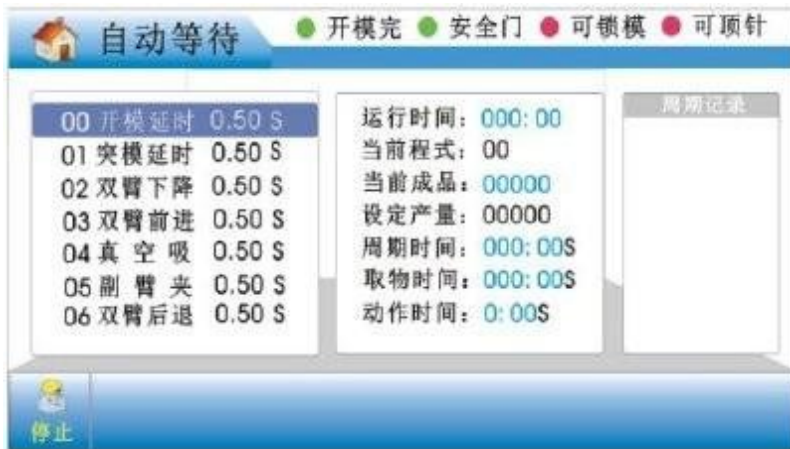 自动等待 开模完 安全门 可锁模 可顶针
00 开模延时 0.50 S
01 突模延时 0.50 S
02 双臂下降 0.50 S
03 双臂前进 0.50 S
04 真空吸 0.50 S
05 副臂夹 0.50 S
06 双臂后退 0.50 S
运行时间: 000: 00
当前程式: 00
当前成品: 00000
设定产量: 00000
周期时间: 000: 00S
取物时间: 000: 00S
动作时间: 0: 00S
周期记录
停止